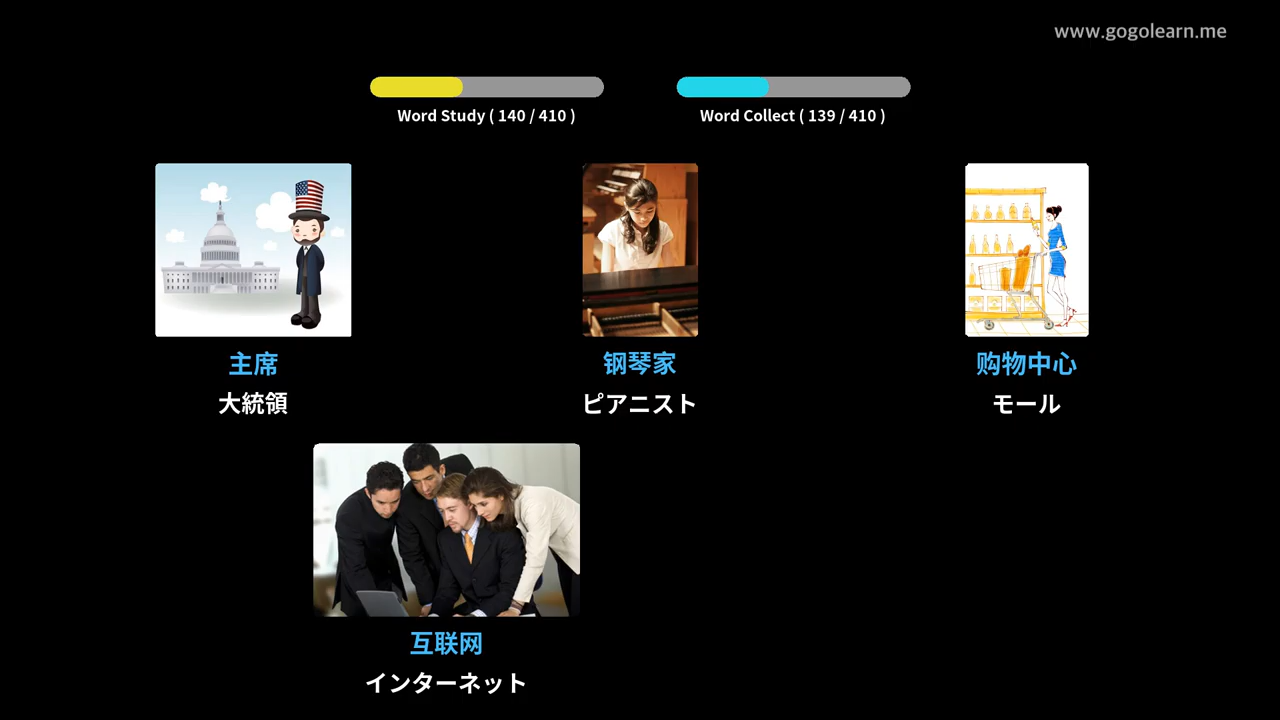 www.gogolearn.me
Word Study ( 140 / 410 )
Word Collect ( 139 / 410 )
主席
大統領
钢琴家
ピアニスト
购物中心
モール
互联网
インターネット